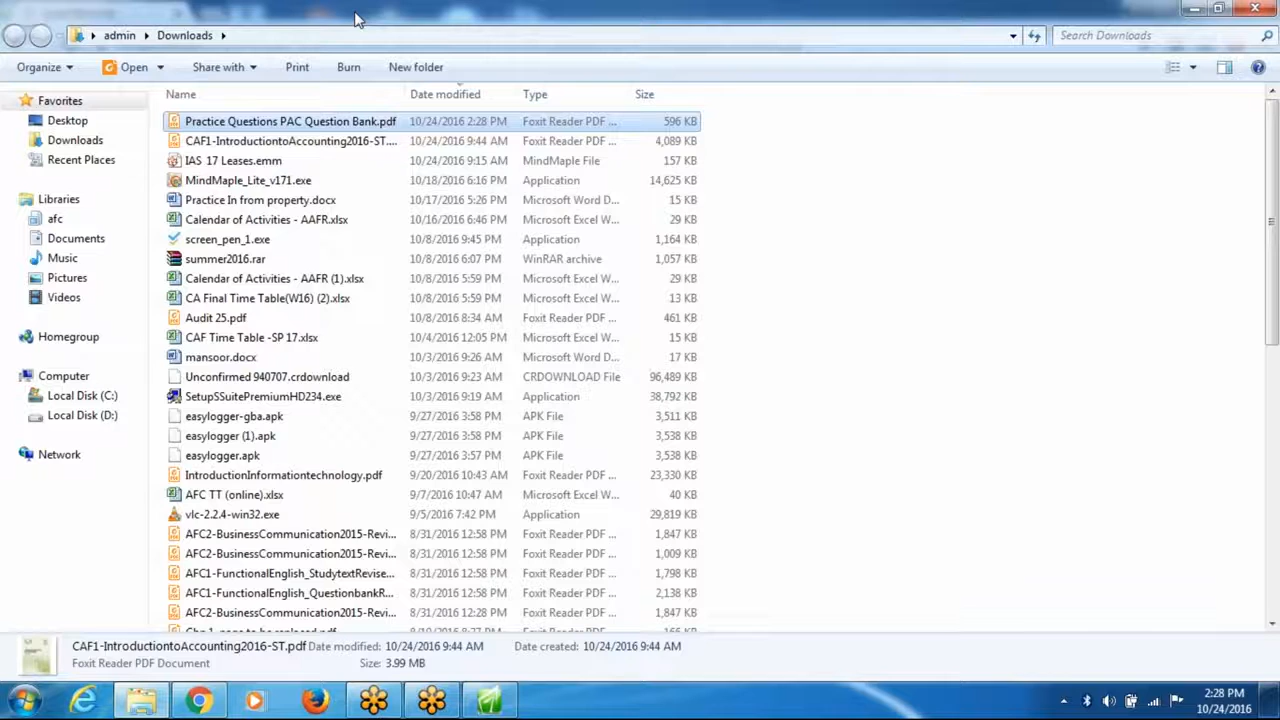 admin Downloads
Search Downloads
Organize Open Share with Print Burn New folder
Name Date modified Type Size
Favorites
Desktop
Downloads
Recent Places
Libraries
afc
Documents
Music
Pictures
Videos
Homegroup
Computer
Local Disk (C:)
Local Disk (D:)
Network
Practice Questions PAC Question Bank.pdf 10/24/2016 2:28 PM Foxit Reader PDF ... 596 KB
CAF1-IntroductiontoAccounting2016-ST.... 10/24/2016 9:44 AM Foxit Reader PDF ... 4,089 KB
IAS 17 Leases.emm 10/24/2016 9:15 AM MindMaple File 157 KB
MindMaple_Lite_v171.exe 10/18/2016 6:16 PM Application 14,625 KB
Practice In from property.docx 10/17/2016 5:26 PM Microsoft Word D... 15 KB
Calendar of Activities - AAFR.xlsx 10/16/2016 6:46 PM Microsoft Excel W... 29 KB
screen_pen_1.exe 10/8/2016 9:45 PM Application 1,164 KB
summer2016.rar 10/8/2016 6:07 PM WinRAR archive 1,057 KB
Calendar of Activities - AAFR (1).xlsx 10/8/2016 5:59 PM Microsoft Excel W... 29 KB
CA Final Time Table(W16) (2).xlsx 10/8/2016 5:59 PM Microsoft Excel W... 13 KB
Audit 25.pdf 10/8/2016 8:34 AM Foxit Reader PDF ... 461 KB
CAF Time Table -SP 17.xlsx 10/4/2016 12:05 PM Microsoft Excel W... 15 KB
mansoor.docx 10/3/2016 9:26 AM Microsoft Word D... 17 KB
Unconfirmed 940707.crdownload 10/3/2016 9:23 AM CRDOWNLOAD File 96,489 KB
SetupSSuitePremiumHD234.exe 10/3/2016 9:19 AM Application 38,792 KB
easylogger-gba.apk 9/27/2016 3:58 PM APK File 3,511 KB
easylogger (1).apk 9/27/2016 3:58 PM APK File 3,538 KB
easylogger.apk 9/27/2016 3:57 PM APK File 3,538 KB
IntroductionInformationtechnology.pdf 9/20/2016 10:43 AM Foxit Reader PDF ... 23,330 KB
AFC TT (online).xlsx 9/7/2016 10:47 AM Microsoft Excel W... 40 KB
vlc-2.2.4-win32.exe 9/5/2016 7:42 PM Application 29,819 KB
AFC2-BusinessCommunication2015-Revi... 8/31/2016 12:58 PM Foxit Reader PDF ... 1,847 KB
AFC2-BusinessCommunication2015-Revi... 8/31/2016 12:58 PM Foxit Reader PDF ... 1,009 KB
AFC1-FunctionalEnglish_StudytextRevise... 8/31/2016 12:58 PM Foxit Reader PDF ... 1,798 KB
AFC1-FunctionalEnglish_QuestionbankR... 8/31/2016 12:58 PM Foxit Reader PDF ... 2,138 KB
AFC2-BusinessCommunication2015-Revi... 8/31/2016 12:28 PM Foxit Reader PDF ... 1,847 KB
CAF1-IntroductiontoAccounting2016-ST.pdf Date modified: 10/24/2016 9:44 AM Date created: 10/24/2016 9:44 AM
Foxit Reader PDF Document Size: 3.99 MB
2:28 PM
10/24/2016